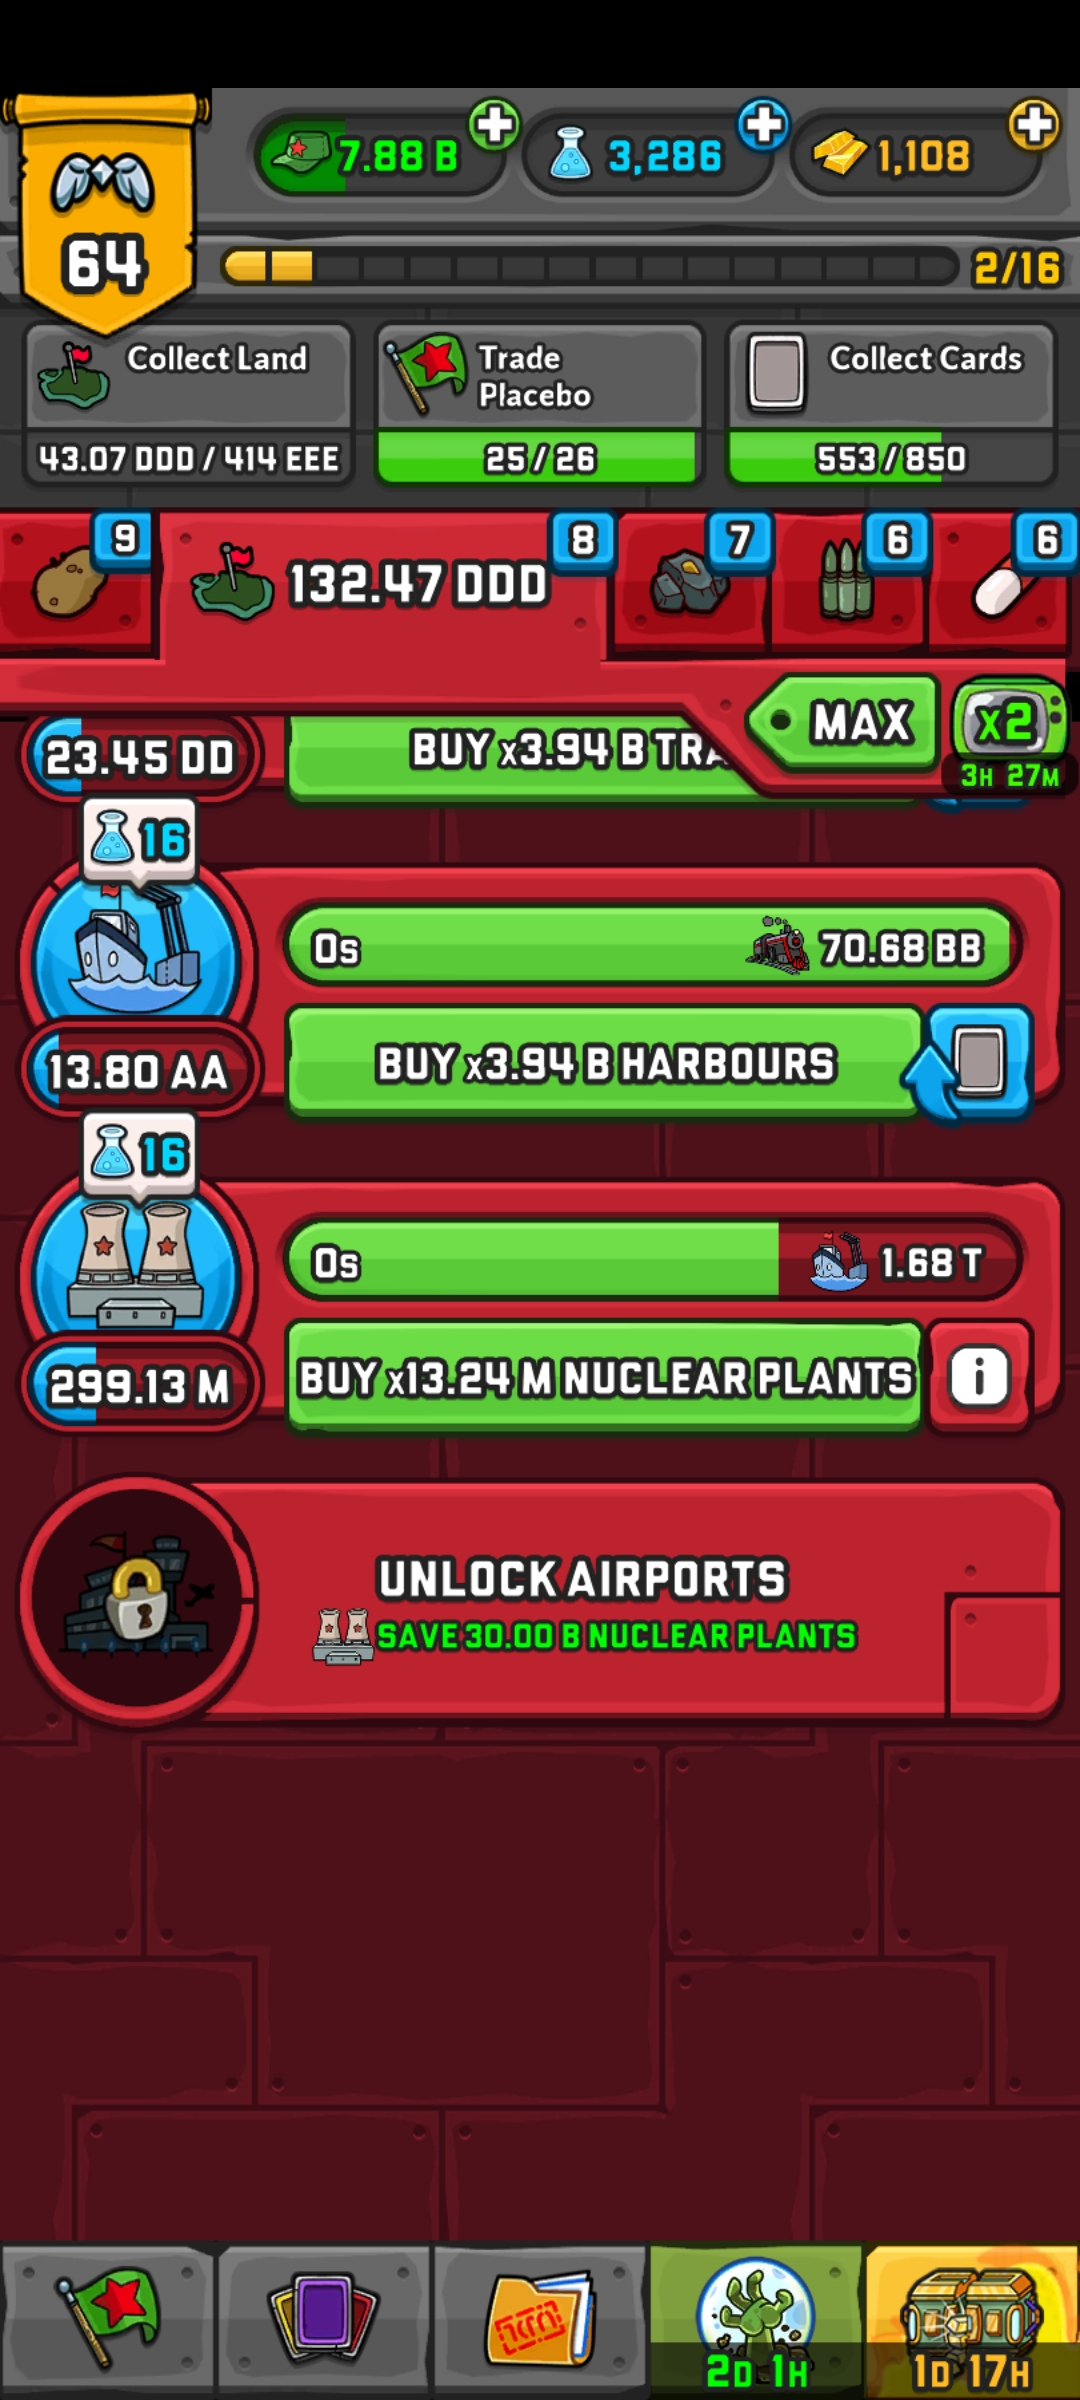 7.88 B
3,286
1,108
64
2/16
Collect Land
43.07 DDD / 414 EEE
Trade
Placebo
25 / 26
Collect Cards
553 / 850
9
132.47 DDD
8
7
6
6
MAX
x2
3H 27M
23.45 DD
BUY x3.94 B TRA
16
0s
70.68 BB
13.80 AA
BUY x3.94 B HARBOURS
16
0s
1.68 T
299.13 M
BUY x13.24 M NUCLEAR PLANTS
i
UNLOCK AIRPORTS
SAVE 30.00 B NUCLEAR PLANTS
2D 1H
1D 17H